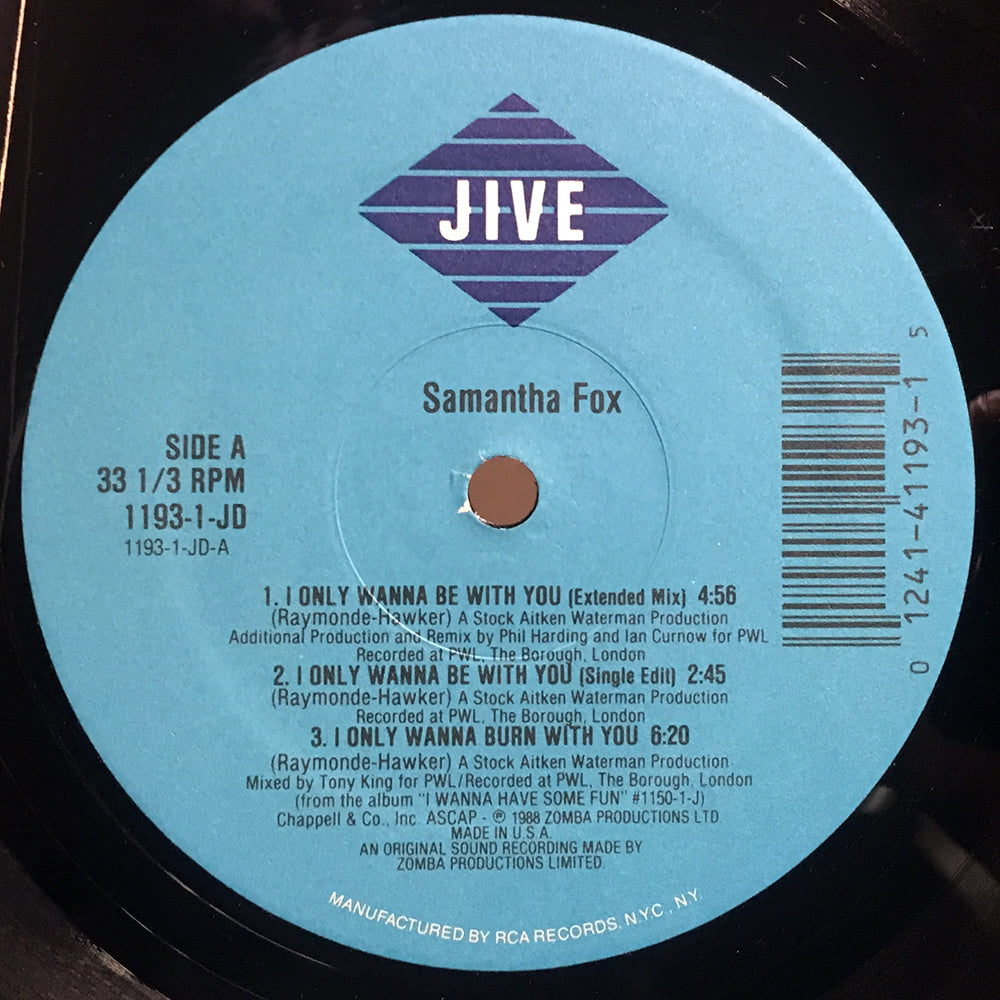 JIVE
Samantha Fox
SIDE A
33 1/3 RPM
1193-1-JD
1193-1-JD-A
0 1241-41193-1 5
1. I ONLY WANNA BE WITH YOU (Extended Mix) 4:56
(Raymonde-Hawker) A Stock Aitken Waterman Production
Additional Production and Remix by Phil Harding and Ian Curnow for PWL
Recorded at PWL, The Borough, London
2. I ONLY WANNA BE WITH YOU (Single Edit) 2:45
(Raymonde-Hawker) A Stock Aitken Waterman Production
Recorded at PWL, The Borough, London
3. I ONLY WANNA BURN WITH YOU 6:20
(Raymonde-Hawker) A Stock Aitken Waterman Production
Mixed by Tony King for PWL/Recorded at PWL, The Borough, London
(from the album "I WANNA HAVE SOME FUN" #1150-1-J)
Chappell & Co., Inc. ASCAP - ℗ 1988 ZOMBA PRODUCTIONS LTD.
MADE IN U.S.A.
AN ORIGINAL SOUND RECORDING MADE BY
ZOMBA PRODUCTIONS LIMITED.
MANUFACTURED BY RCA RECORDS, NYC., NY.